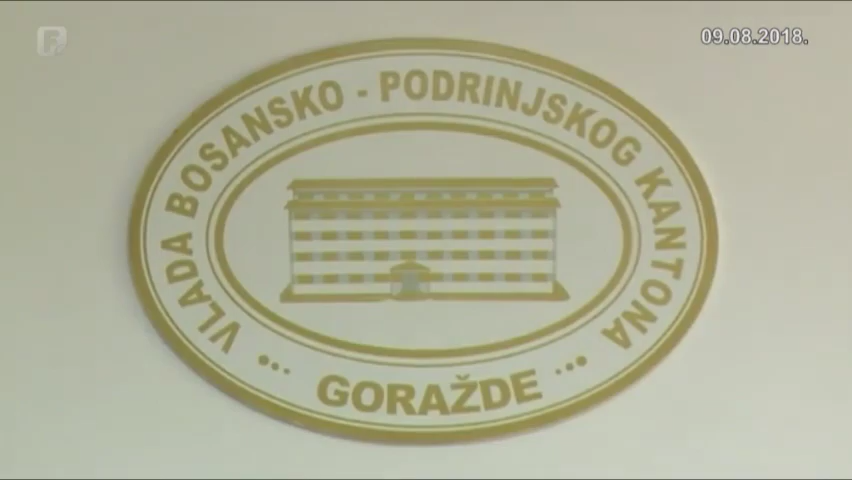 09.08.2018.
VLADA BOSANSKO - PODRINJSKOG KANTONA
••• GORAŽDE •••